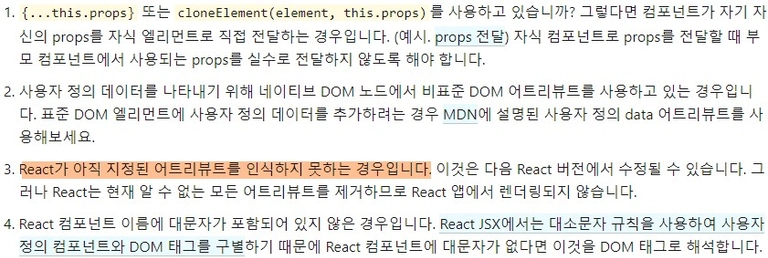 1. {...this.props} 또는 cloneElement(element, this.props)를 사용하고 있습니까? 그렇다면 컴포넌트가 자기 자
신의 props를 자식 엘리먼트로 직접 전달하는 경우입니다. (예시. props 전달) 자식 컴포넌트로 props를 전달할 때 부
모 컴포넌트에서 사용되는 props를 실수로 전달하지 않도록 해야 합니다.
2. 사용자 정의 데이터를 나타내기 위해 네이티브 DOM 노드에서 비표준 DOM 어트리뷰트를 사용하고 있는 경우입니
다. 표준 DOM 엘리먼트에 사용자 정의 데이터를 추가하려는 경우 MDN에 설명된 사용자 정의 data 어트리뷰트를 사
용해보세요.
3. React가 아직 지정된 어트리뷰트를 인식하지 못하는 경우입니다. 이것은 다음 React 버전에서 수정될 수 있습니다. 그
러나 React는 현재 알 수 없는 모든 어트리뷰트를 제거하므로 React 앱에서 렌더링되지 않습니다.
4. React 컴포넌트 이름에 대문자가 포함되어 있지 않은 경우입니다. React JSX에서는 대소문자 규칙을 사용하여 사용자
정의 컴포넌트와 DOM 태그를 구별하기 때문에 React 컴포넌트에 대문자가 없다면 이것을 DOM 태그로 해석합니다.